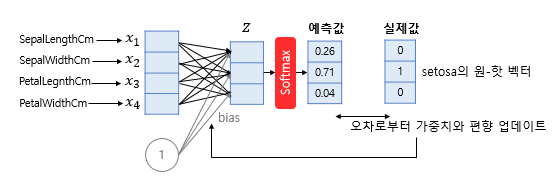 Z
예측값
실제값
SepalLengthCm
x1
SepalWidthCm
x2
PetalLegnthCm
x3
PetalWidthCm
x4
Softmax
0.26
0.71
0.04
0
1
0
setosa의 원-핫 벡터
bias
오차로부터 가중치와 편향 업데이트
1